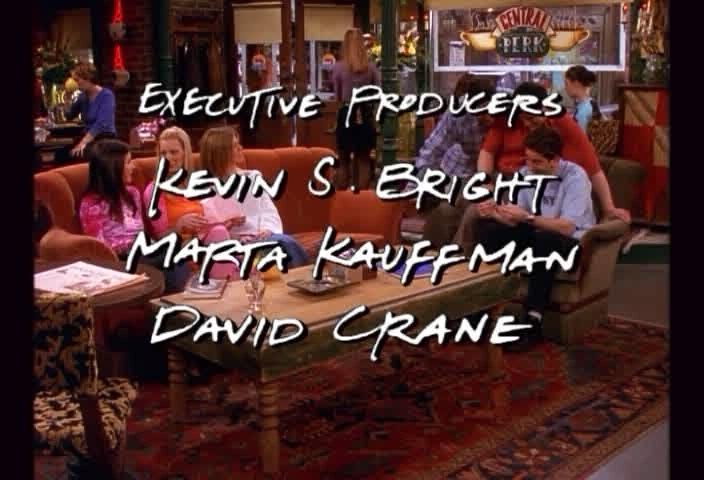 CENTRAL
PERK
EXECUTIVE PRODUCERS
KEVIN S. BRIGHT
MARTA KAUFFMAN
DAVID CRANE